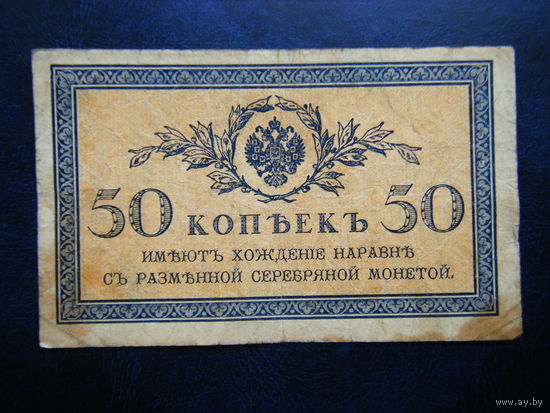 50 КОПѢЕКЪ 50
ИМѢЮТЪ ХОЖДЕНІЕ НАРАВНѢ
СЪ РАЗМѢННОЙ СЕРЕБРЯНОЙ МОНЕТОЙ.
www.ay.by